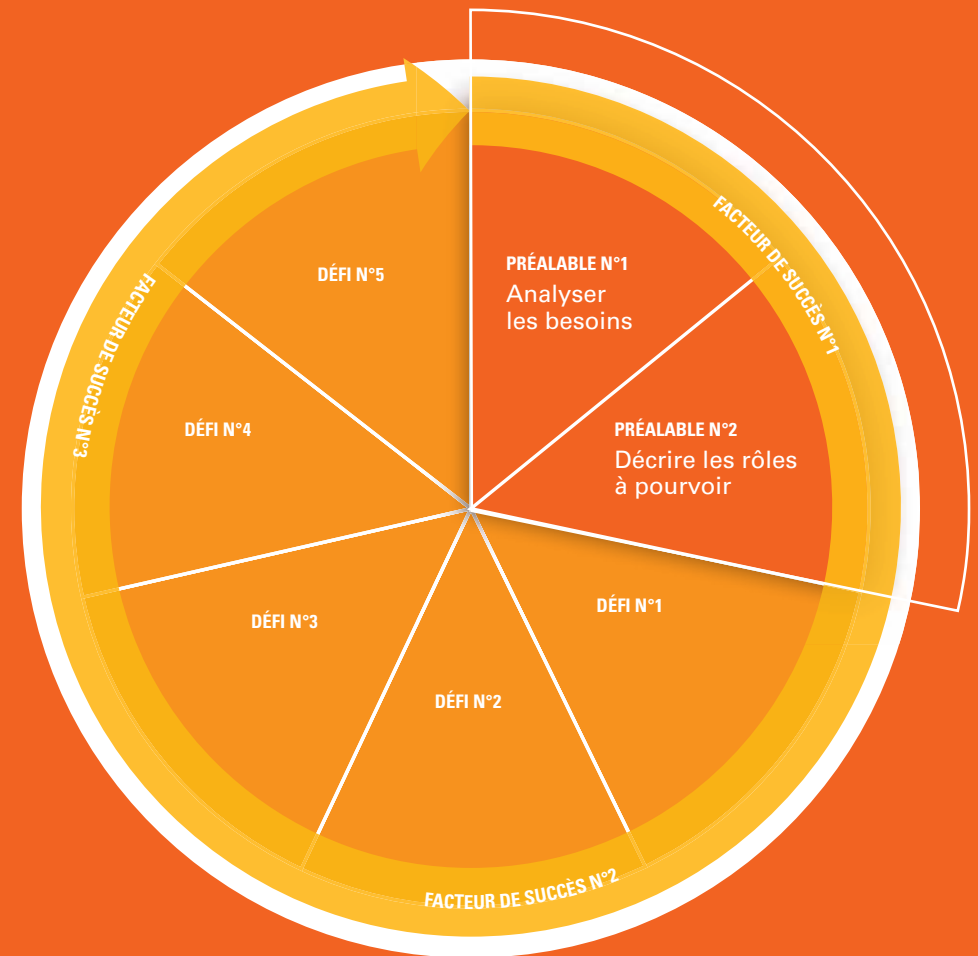 FACTEUR DE SUCCÈS N°1
PRÉALABLE N°1
Analyser
les besoins
PRÉALABLE N°2
Décrire les rôles
à pourvoir
DÉFI N°1
DÉFI N°2
DÉFI N°3
DÉFI N°4
DÉFI N°5
FACTEUR DE SUCCÈS N°2
FACTEUR DE SUCCÈS N°3